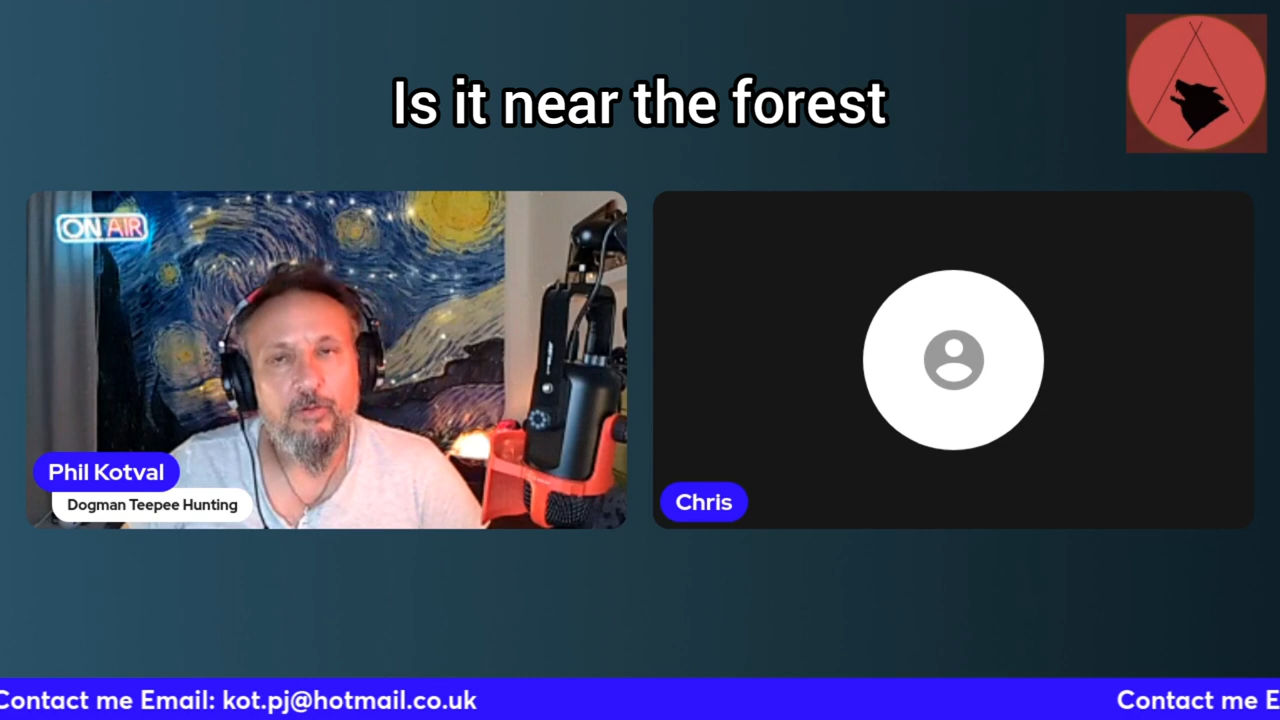 Is it near the forest
ON AIR
Phil Kotval
Dogman Teepee Hunting
Chris
Contact me Email: kot.pj@hotmail.co.uk
Contact me E